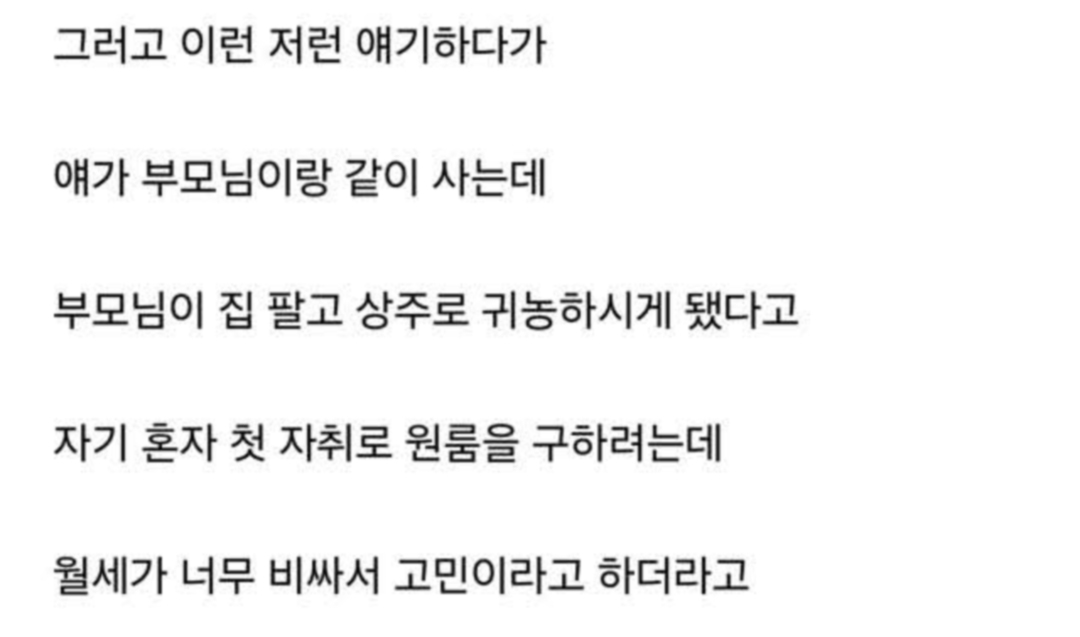 그러고 이런 저런 얘기하다가
얘가 부모님이랑 같이 사는데
부모님이 집 팔고 상주로 귀농하시게 됐다고
자기 혼자 첫 자취로 원룸을 구하려는데
월세가 너무 비싸서 고민이라고 하더라고